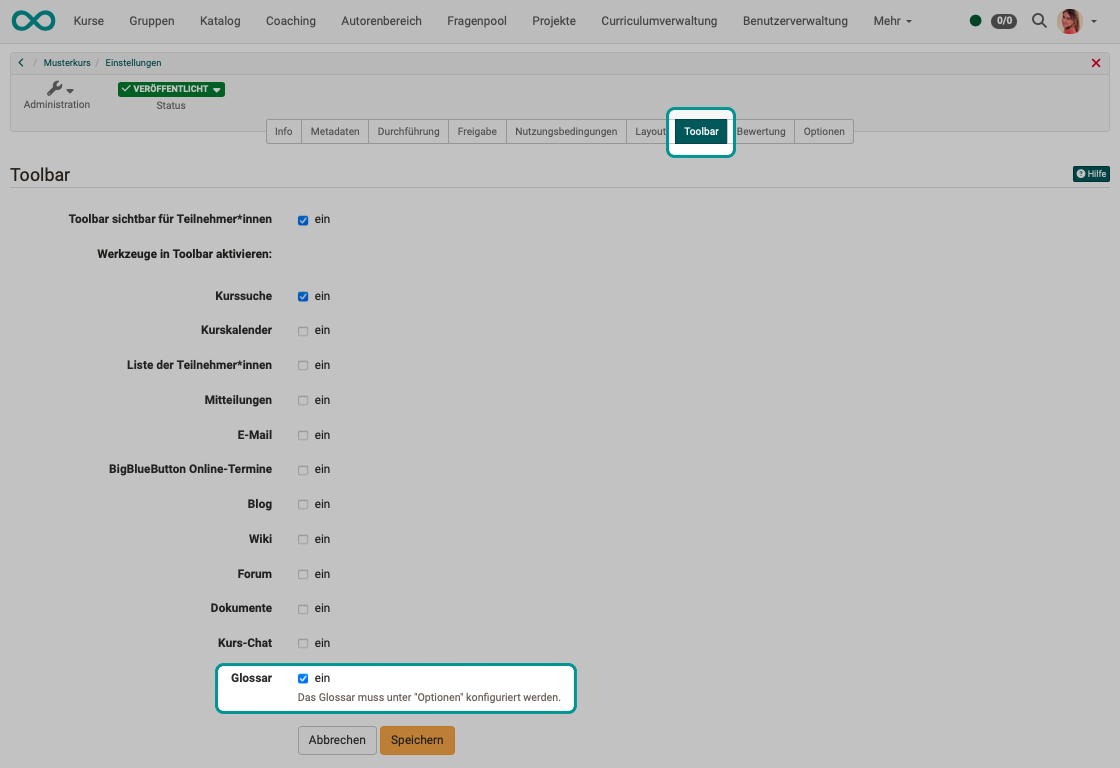 Kurse Gruppen Katalog Coaching Autorenbereich Fragenpool Projekte Curriculumverwaltung Benutzerverwaltung Mehr 0/0
/ Musterkurs / Einstellungen
VERÖFFENTLICHT
Administration Status
Info Metadaten Durchführung Freigabe Nutzungsbedingungen Layout Toolbar Bewertung Optionen
Toolbar Hilfe
Toolbar sichtbar für Teilnehmer*innen ein
Werkzeuge in Toolbar aktivieren:
Kurssuche ein
Kurskalender ein
Liste der Teilnehmer*innen ein
Mitteilungen ein
E-Mail ein
BigBlueButton Online-Termine ein
Blog ein
Wiki ein
Forum ein
Dokumente ein
Kurs-Chat ein
Glossar ein
Das Glossar muss unter "Optionen" konfiguriert werden.
Abbrechen Speichern